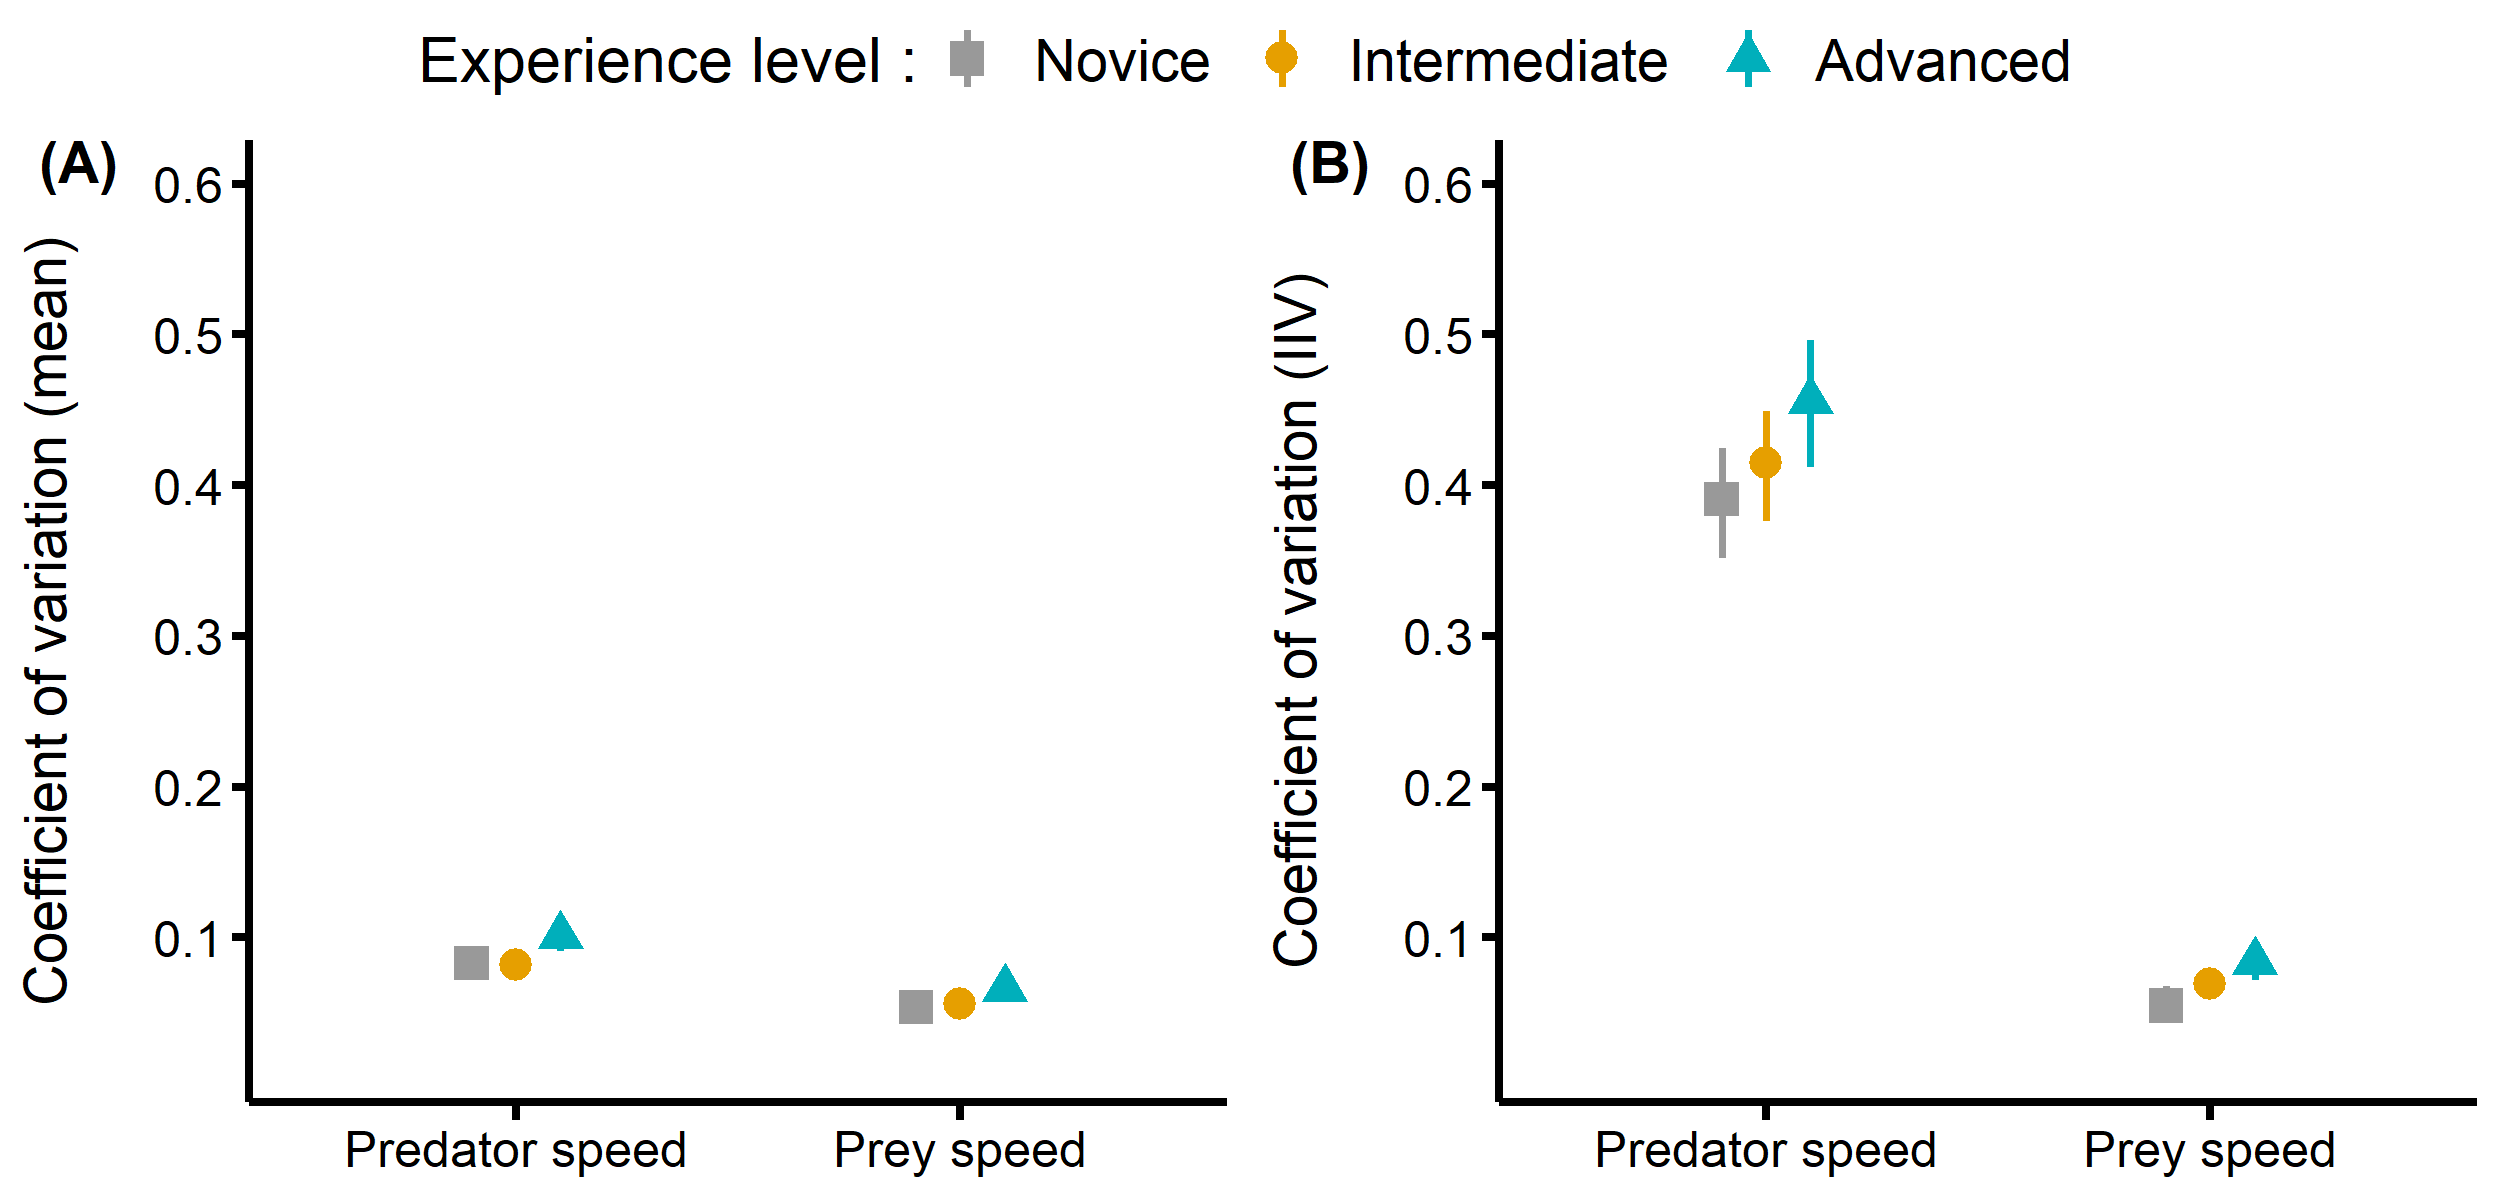 Experience level : Novice Intermediate Advanced
(A)
Coefficient of variation (mean)
0.6
0.5
0.4
0.3
0.2
0.1
Predator speed Prey speed
(B)
Coefficient of variation (IIV)
0.6
0.5
0.4
0.3
0.2
0.1
Predator speed Prey speed